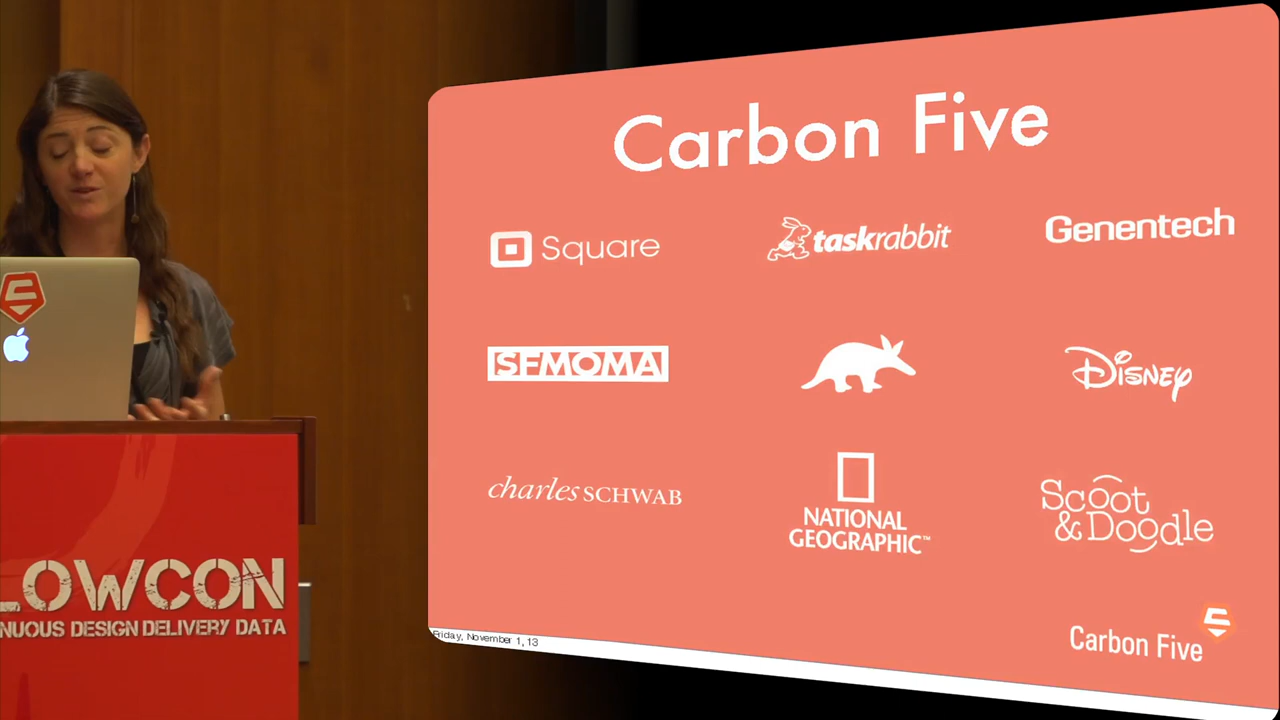 Carbon Five
Square
taskrabbit
Genentech
SFMOMA
DISNEY
charles SCHWAB
NATIONAL
GEOGRAPHIC™
Scoot
& Doodle
Carbon Five
Friday, November 1, 13
LOWCON
NUOUS DESIGN DELIVERY DATA